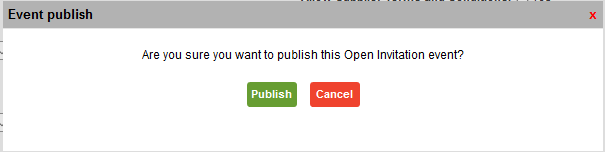 Event publish x
Are you sure you want to publish this Open Invitation event?
Publish Cancel